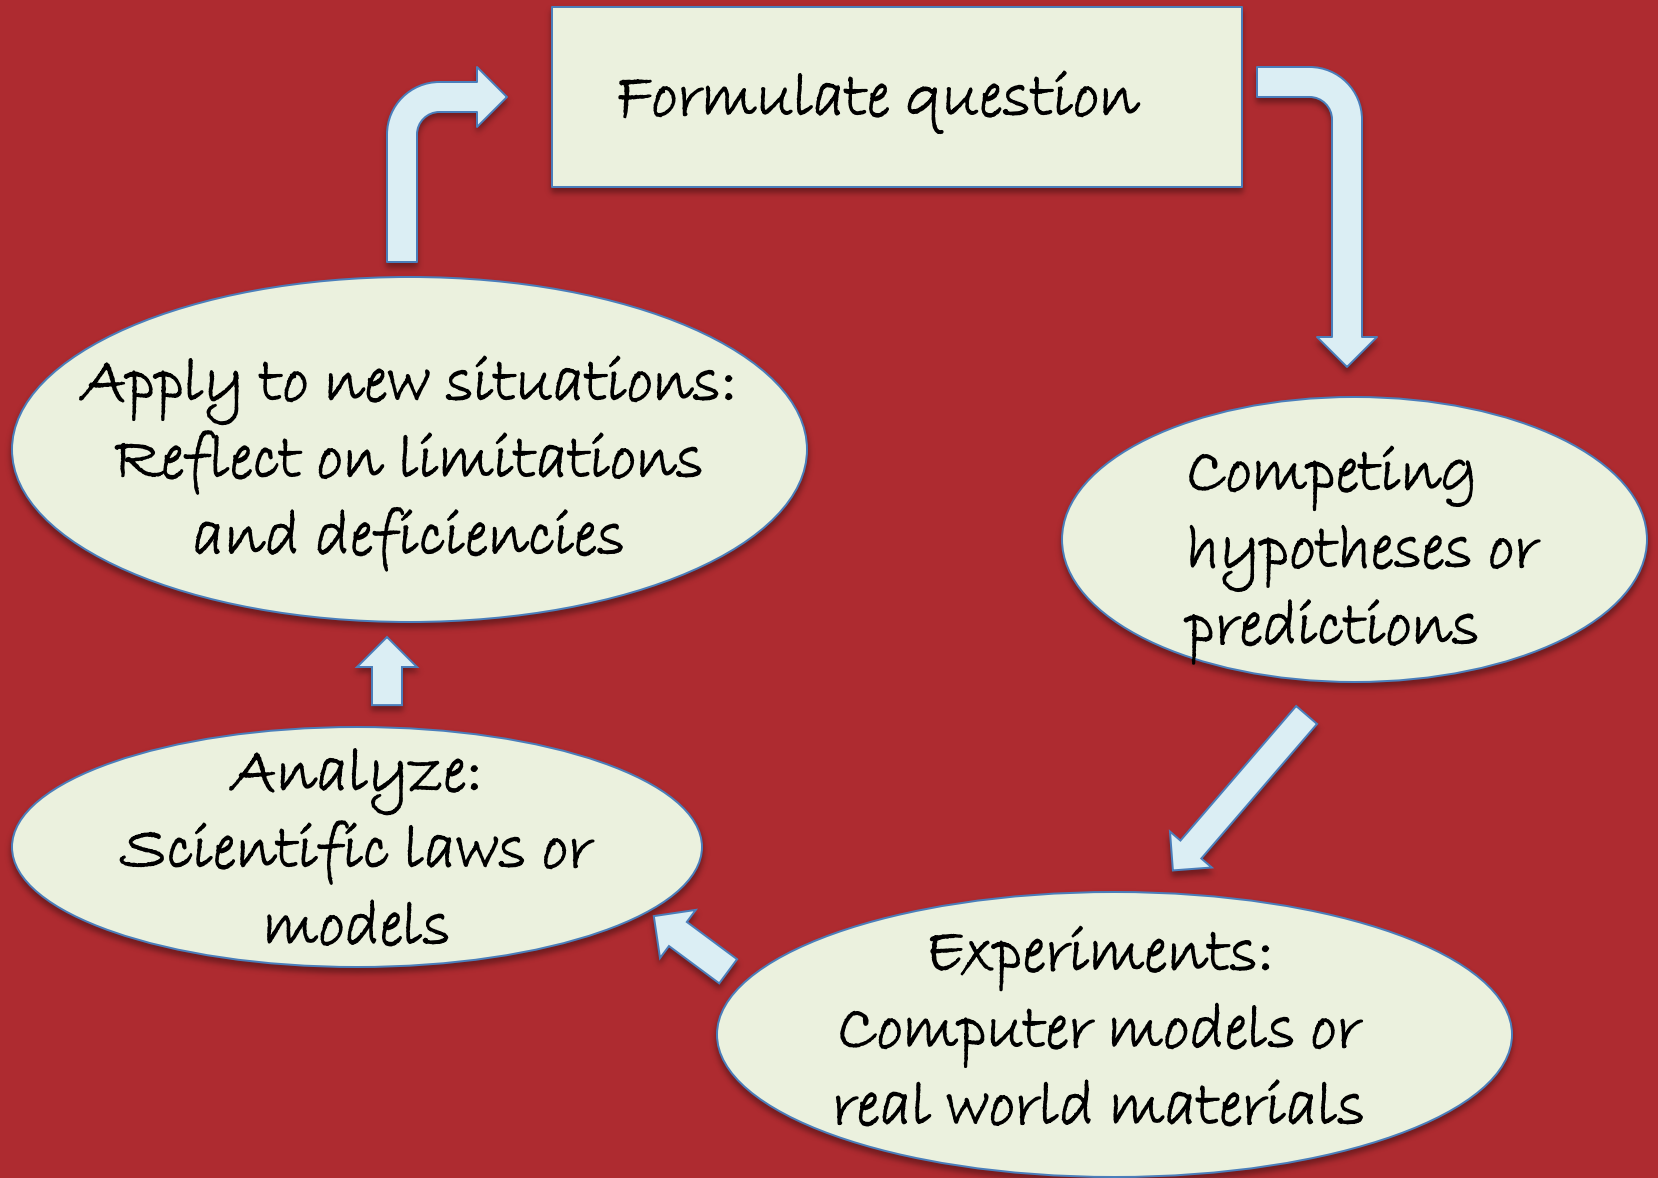 Formulate question
Competing
hypotheses or
predictions
Experiments:
Computer models or
real world materials
Analyze:
Scientific laws or
models
Apply to new situations:
Reflect on limitations
and deficiencies